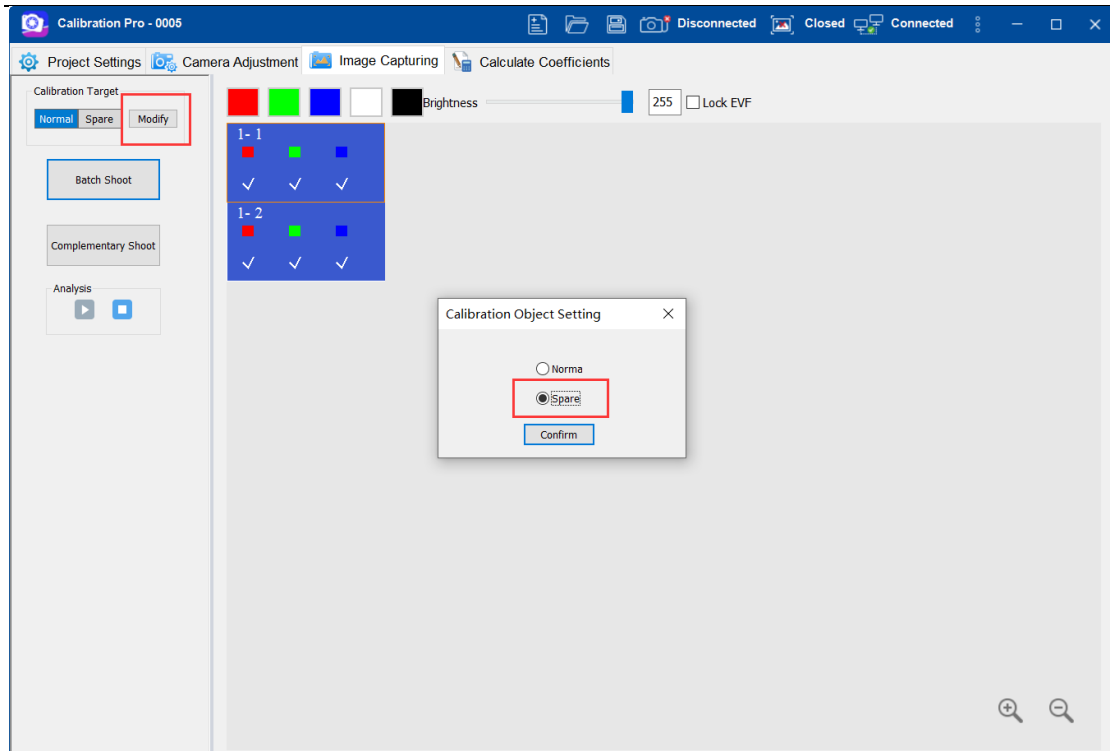 Calibration Pro - 0005
Disconnected
Closed
Connected
Project Settings
Camera Adjustment
Image Capturing
Calculate Coefficients
Calibration Target
Normal
Spare
Modify
Brightness
255
Lock EVF
Batch Shoot
Complementary Shoot
Analysis
1- 1
1- 2
Calibration Object Setting
Norma
Spare
Confirm